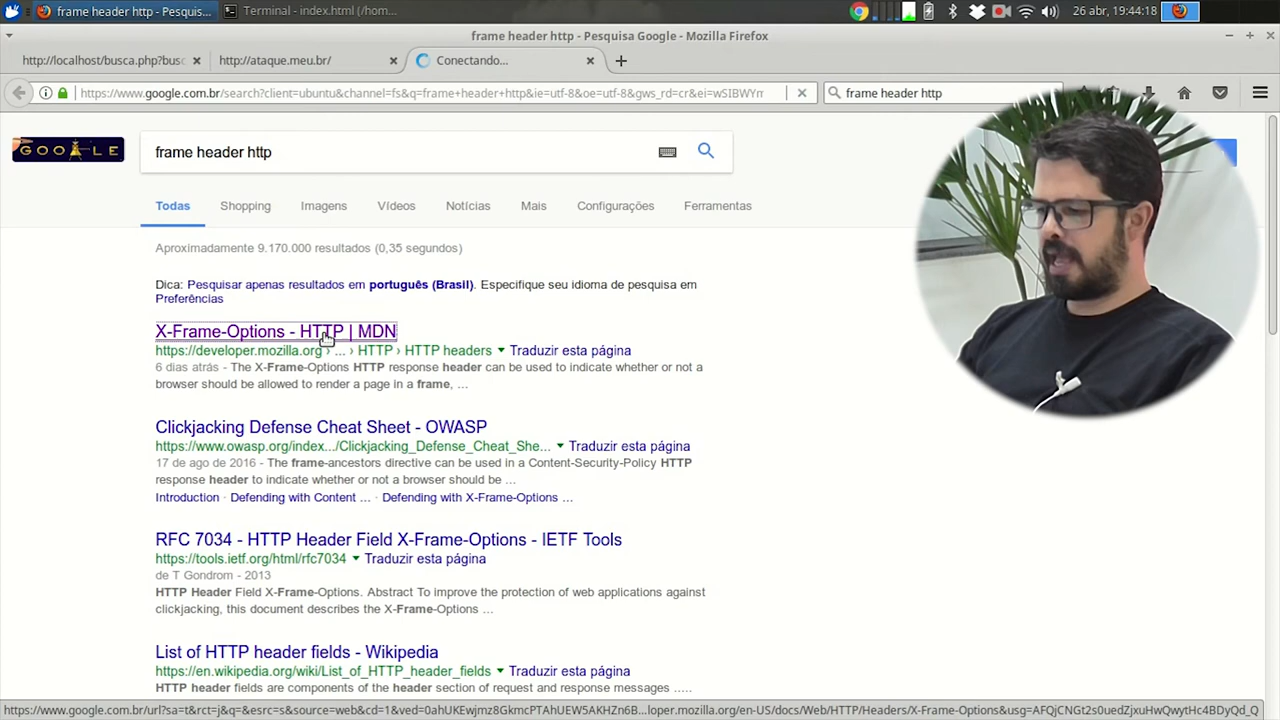 frame header http - Pesquis...
Terminal - index.html [/hom...
26 abr, 19:44:18
frame header http - Pesquisa Google - Mozilla Firefox
http://localhost/busca.php?busc
http://ataque.meu.br/
Conectando...
https://www.google.com.br/search?client=ubuntu&channel=fs&q=frame+header+http&ie=utf-8&oe=utf-8&gws_rd=cr&ei=wSIBWYm
frame header http
GOOGLE
frame header http
Todas
Shopping
Imagens
Vídeos
Notícias
Mais
Configurações
Ferramentas
Aproximadamente 9.170.000 resultados (0,35 segundos)
Dica: Pesquisar apenas resultados em português (Brasil). Especifique seu idioma de pesquisa em
Preferências
X-Frame-Options - HTTP | MDN
https://developer.mozilla.org › ... › HTTP › HTTP headers ▼ Traduzir esta página
6 dias atrás - The X-Frame-Options HTTP response header can be used to indicate whether or not a
browser should be allowed to render a page in a frame, ...
Clickjacking Defense Cheat Sheet - OWASP
https://www.owasp.org/index.../Clickjacking_Defense_Cheat_She... ▼ Traduzir esta página
17 de ago de 2016 - The frame-ancestors directive can be used in a Content-Security-Policy HTTP
response header to indicate whether or not a browser should be ...
Introduction · Defending with Content ... · Defending with X-Frame-Options ...
RFC 7034 - HTTP Header Field X-Frame-Options - IETF Tools
https://tools.ietf.org/html/rfc7034 ▼ Traduzir esta página
de T Gondrom - 2013
HTTP Header Field X-Frame-Options. Abstract To improve the protection of web applications against
clickjacking, this document describes the X-Frame-Options ...
List of HTTP header fields - Wikipedia
https://en.wikipedia.org/wiki/List_of_HTTP_header_fields ▼ Traduzir esta página
HTTP header fields are components of the header section of request and response messages .....